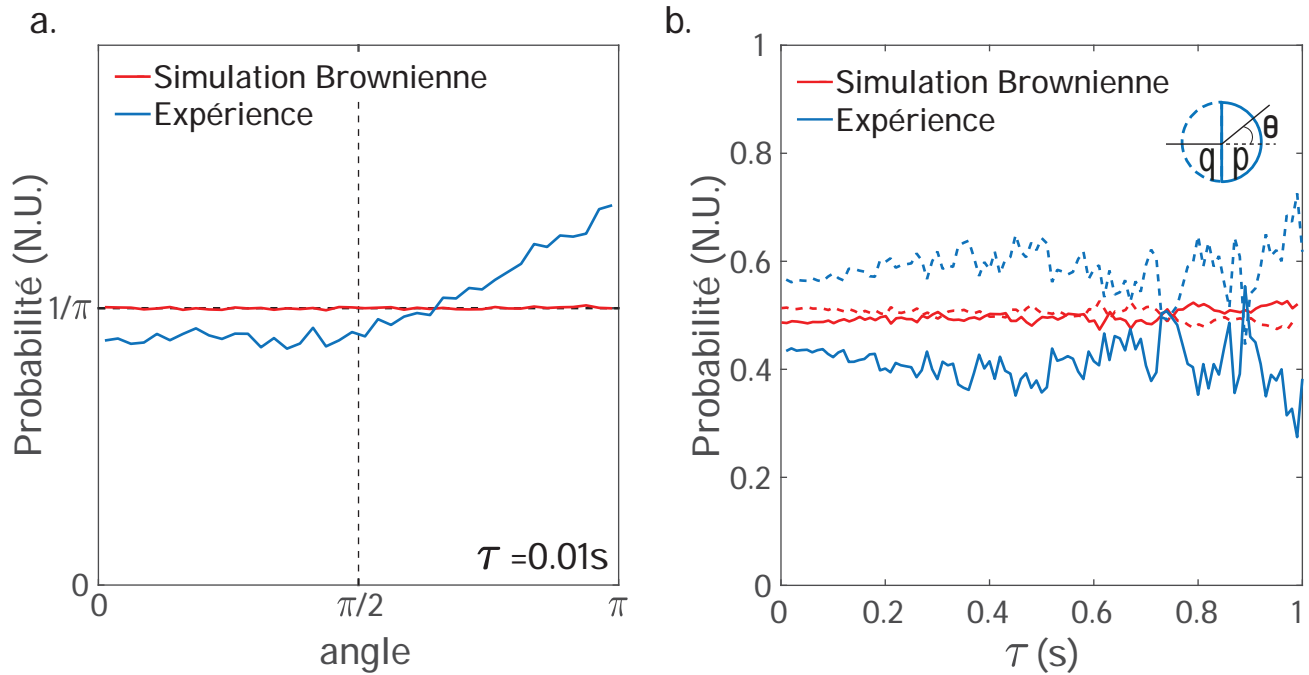 a.
Simulation Brownienne
Expérience
Probabilité (N.U.)
1/π
0
τ =0.01s
0
π/2
π
angle
b.
1
Simulation Brownienne
Expérience
θ
q p
0.8
0.6
0.4
0.2
0
Probabilité (N.U.)
0
0.2
0.4
0.6
0.8
1
τ (s)